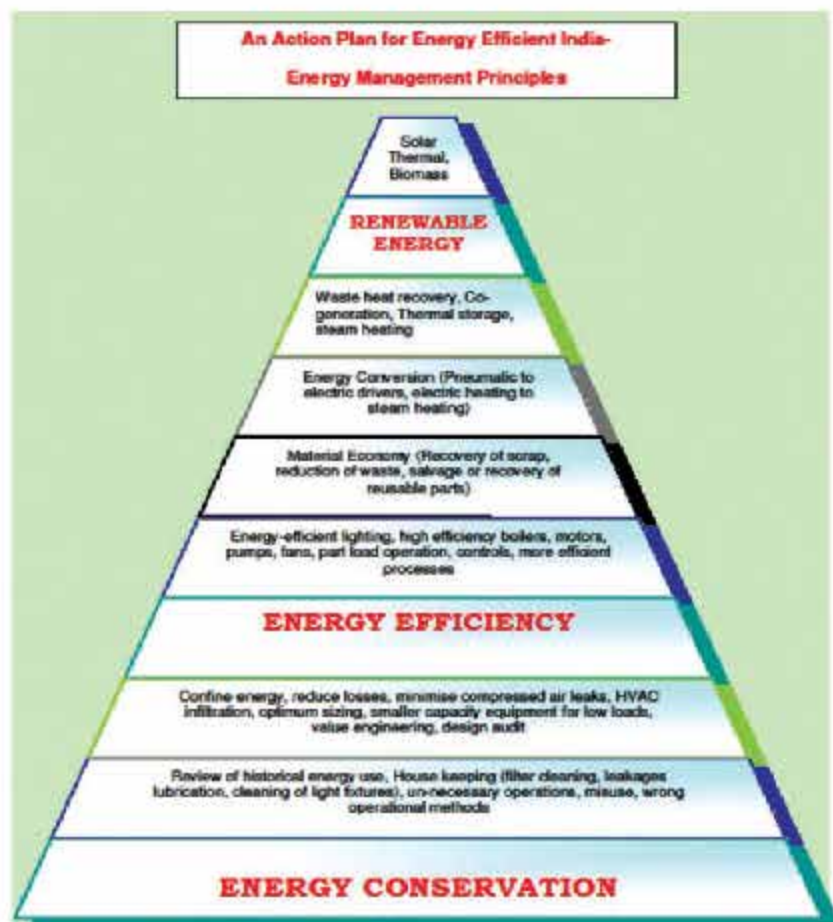 An Action Plan for Energy Efficient India-
Energy Management Principles
Solar
Thermal,
Biomass
RENEWABLE
ENERGY
Waste heat recovery, Co-
generation, Thermal storage,
steam heating
Energy Conversion (Pneumatic to
electric drivers, electric heating to
steam heating)
Material Economy (Recovery of scrap,
reduction of waste, salvage or recovery of
reusable parts)
Energy-efficient lighting, high efficiency boilers, motors,
pumps, fans, part load operation, controls, more efficient
processes
ENERGY EFFICIENCY
Confine energy, reduce losses, minimise compressed air leaks, HVAC
infiltration, optimum sizing, smaller capacity equipment for low loads,
value engineering, design audit
Review of historical energy use, House keeping (filter cleaning, leakages
lubrication, cleaning of light fixtures), un-necessary operations, misuse, wrong
operational methods
ENERGY CONSERVATION